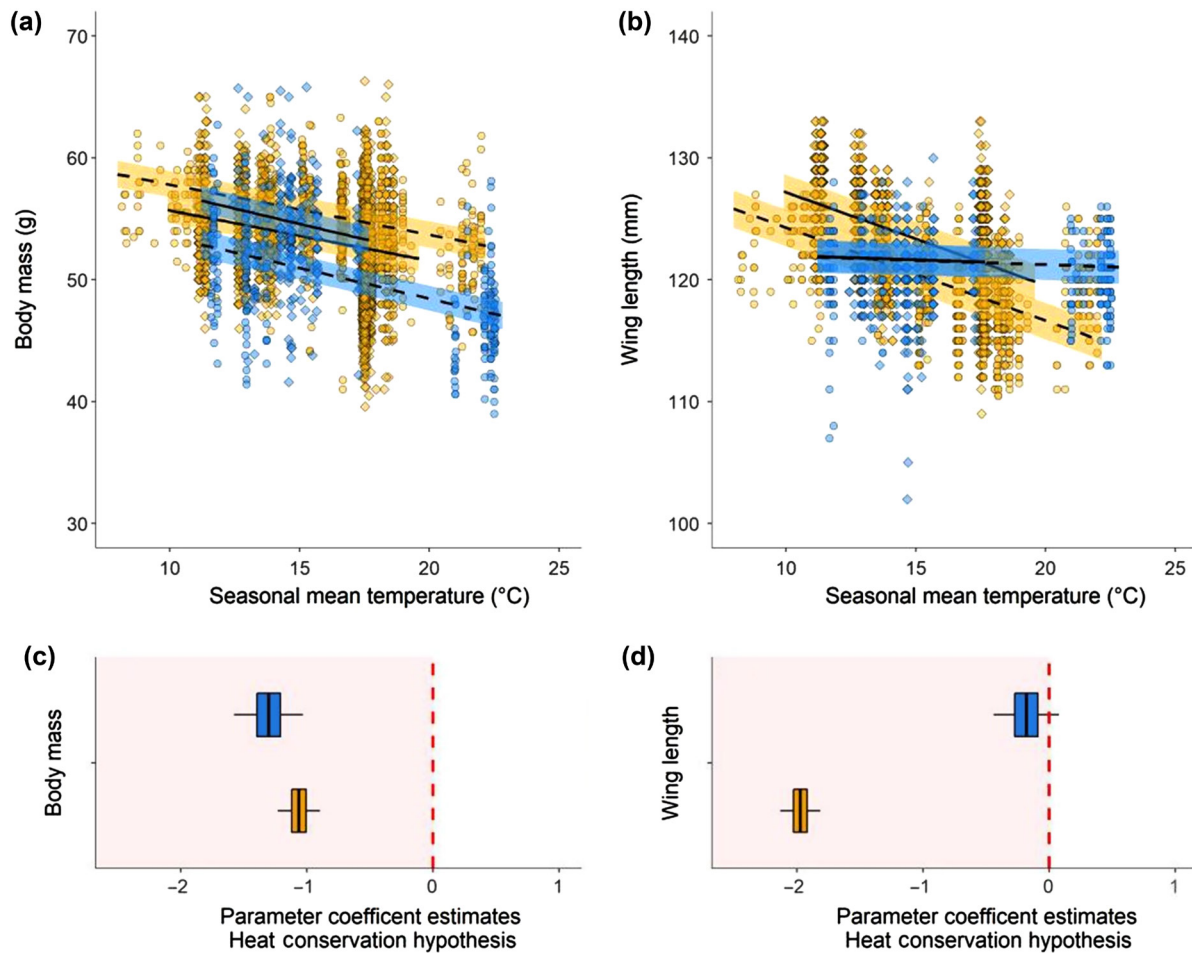 (a)
70
60
50
40
30
Body mass (g)
10
15
20
25
Seasonal mean temperature (°C)
(b)
140
130
120
110
100
Wing length (mm)
10
15
20
25
Seasonal mean temperature (°C)
(c)
Body mass
−2
−1
0
1
Parameter coefficent estimates
Heat conservation hypothesis
(d)
Wing length
−2
−1
0
1
Parameter coefficent estimates
Heat conservation hypothesis